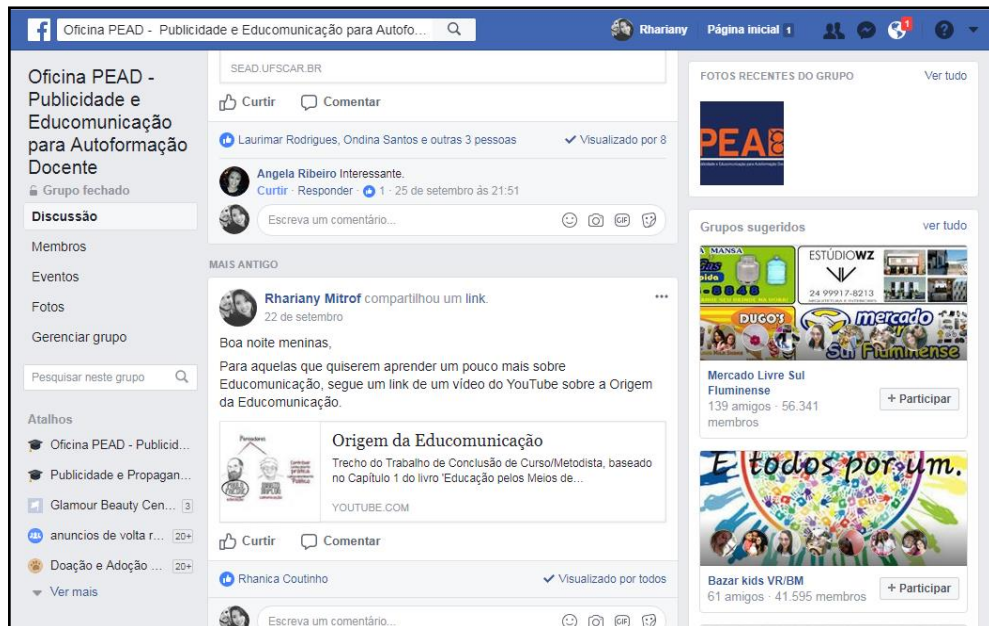 Oficina PEAD - Publicidade e Educomunicação para Autofo...
Rhariany
Página inicial 1
1
Oficina PEAD -
Publicidade e
Educomunicação
para Autoformação
Docente
Grupo fechado
Discussão
Membros
Eventos
Fotos
Gerenciar grupo
Pesquisar neste grupo
Atalhos
Oficina PEAD - Publicid...
Publicidade e Propagan...
Glamour Beauty Cen... 3
anuncios de volta r... 20+
Doação e Adoção ... 20+
Ver mais
SEAD.UFSCAR.BR
Curtir Comentar
Laurimar Rodrigues, Ondina Santos e outras 3 pessoas
Visualizado por 8
Angela Ribeiro Interessante.
Curtir · Responder · 1 · 25 de setembro às 21:51
Escreva um comentário...
GIF
MAIS ANTIGO
Rhariany Mitrof compartilhou um link.
22 de setembro
Boa noite meninas,
Para aquelas que quiserem aprender um pouco mais sobre
Educomunicação, segue um link de um vídeo do YouTube sobre a Origem
da Educomunicação.
Origem da Educomunicação
Trecho do Trabalho de Conclusão de Curso/Metodista, baseado
no Capítulo 1 do livro 'Educação pelos Meios de...
YOUTUBE.COM
Curtir Comentar
Rhanica Coutinho
Visualizado por todos
Escreva um comentário...
GIF
FOTOS RECENTES DO GRUPO
Ver tudo
PEA
Grupos sugeridos
ver tudo
MANSA
ESTÚDIOWZ
24 99917-8213
DUGO'S
mercado
Sul Fluminense
Mercado Livre Sul
Fluminense
139 amigos · 56.341
membros
+ Participar
E todos por um.
Bazar kids VR/BM
61 amigos · 41.595 membros
+ Participar